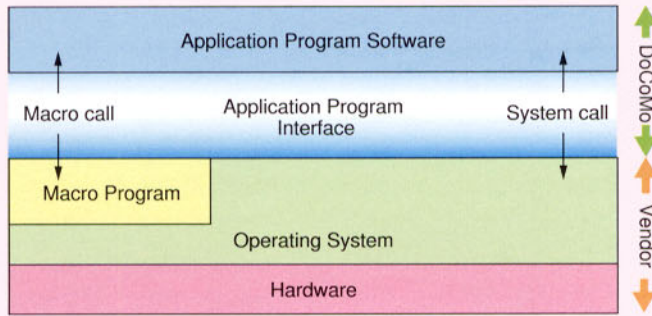 Application Program Software
Macro call
Application Program
Interface
System call
DoCoMo
Macro Program
Operating System
Vendor
Hardware